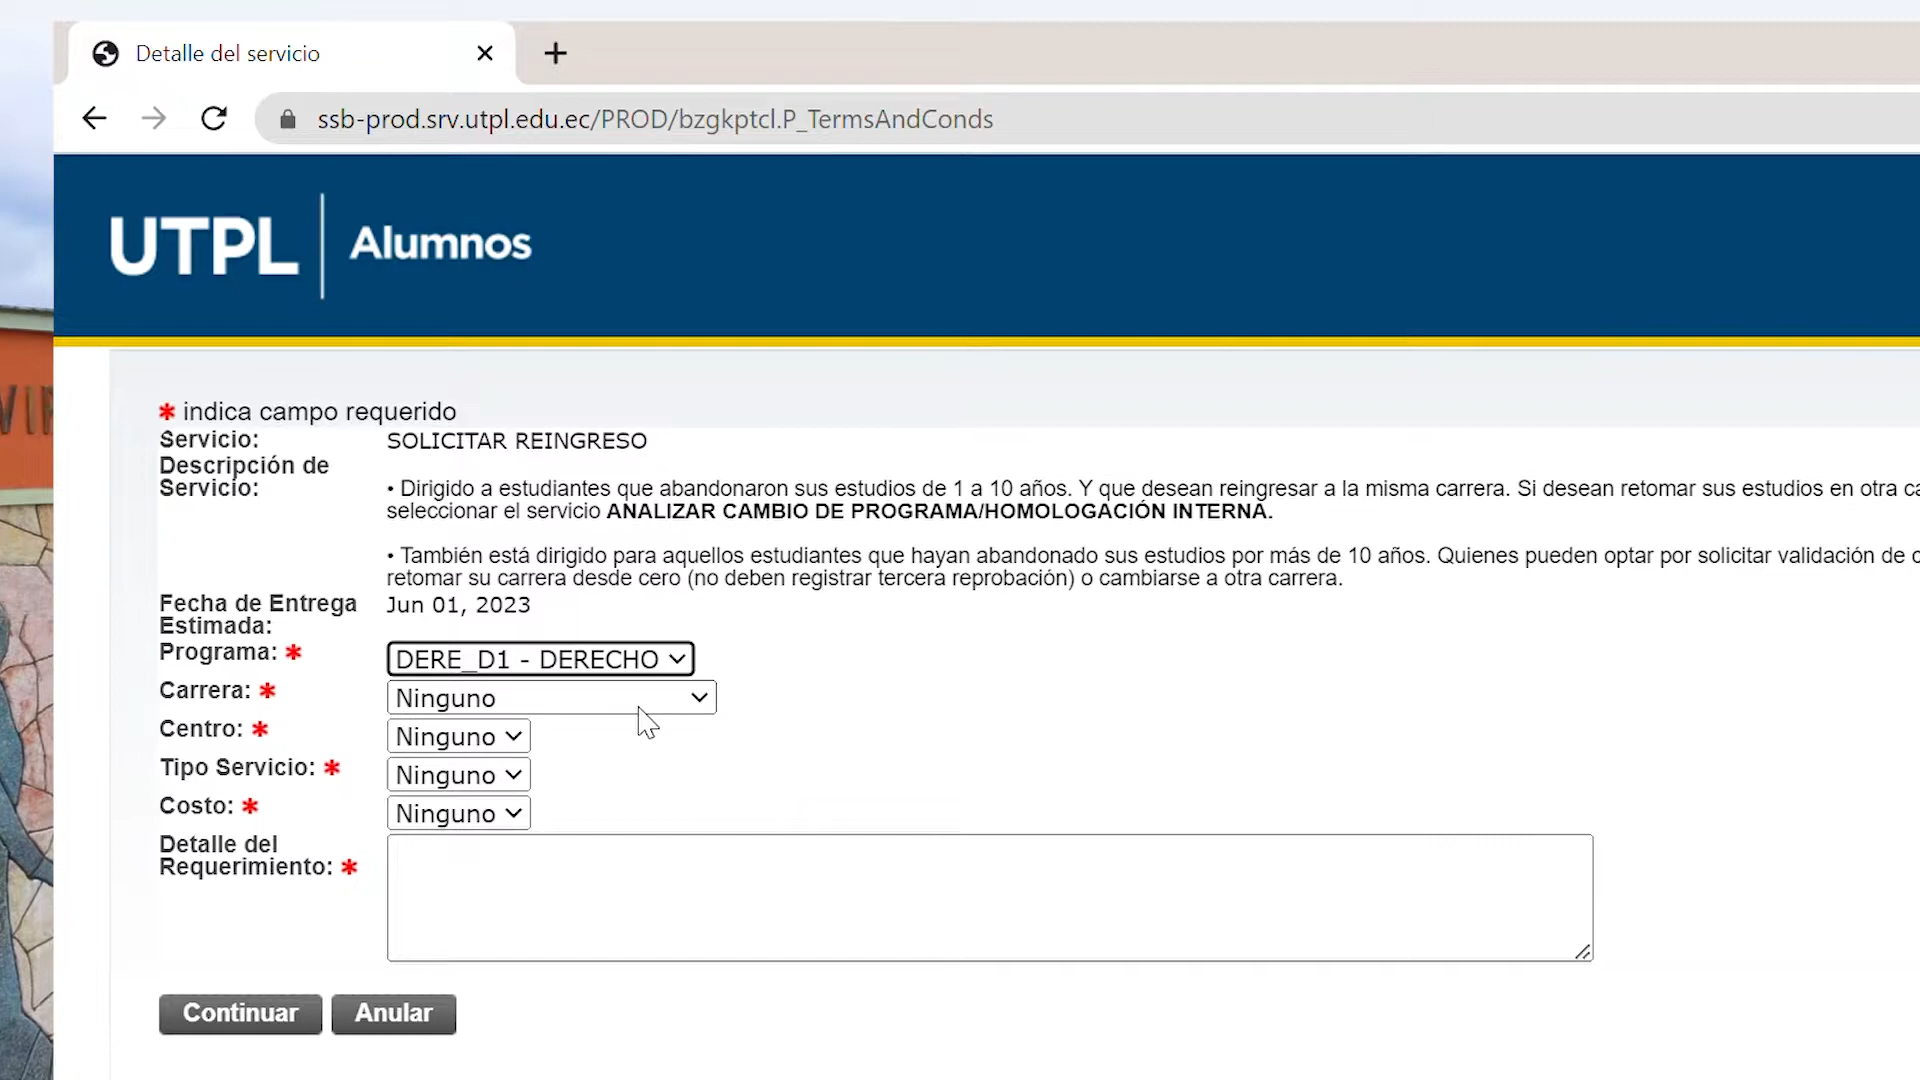 Detalle del servicio
ssb-prod.srv.utpl.edu.ec/PROD/bzgkptcl.P_TermsAndConds
UTPL Alumnos
* indica campo requerido
Servicio: SOLICITAR REINGRESO
Descripción de
Servicio:
• Dirigido a estudiantes que abandonaron sus estudios de 1 a 10 años. Y que desean reingresar a la misma carrera. Si desean retomar sus estudios en otra
seleccionar el servicio ANALIZAR CAMBIO DE PROGRAMA/HOMOLOGACIÓN INTERNA.
• También está dirigido para aquellos estudiantes que hayan abandonado sus estudios por más de 10 años. Quienes pueden optar por solicitar validación de
retomar su carrera desde cero (no deben registrar tercera reprobación) o cambiarse a otra carrera.
Fecha de Entrega
Estimada:
Jun 01, 2023
Programa: * DERE_D1 - DERECHO
Carrera: * Ninguno
Centro: * Ninguno
Tipo Servicio: * Ninguno
Costo: * Ninguno
Detalle del
Requerimiento: *
Continuar Anular